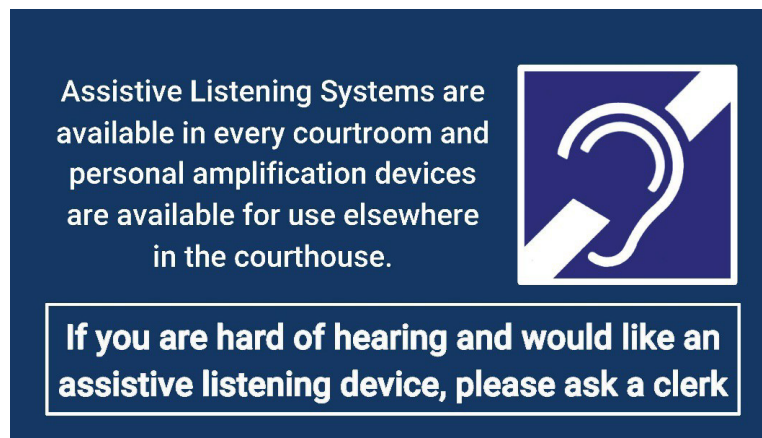 Assistive Listening Systems are
available in every courtroom and
personal amplification devices
are available for use elsewhere
in the courthouse.
If you are hard of hearing and would like an
assistive listening device, please ask a clerk